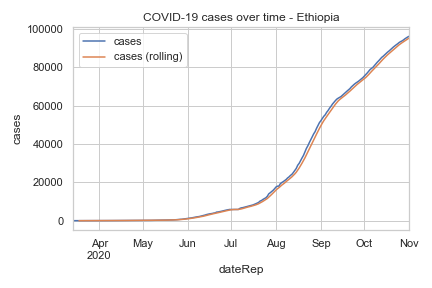 COVID-19 cases over time - Ethiopia
cases
cases (rolling)
100000
80000
60000
40000
20000
0
cases
Apr
2020
May
Jun
Jul
Aug
Sep
Oct
Nov
dateRep